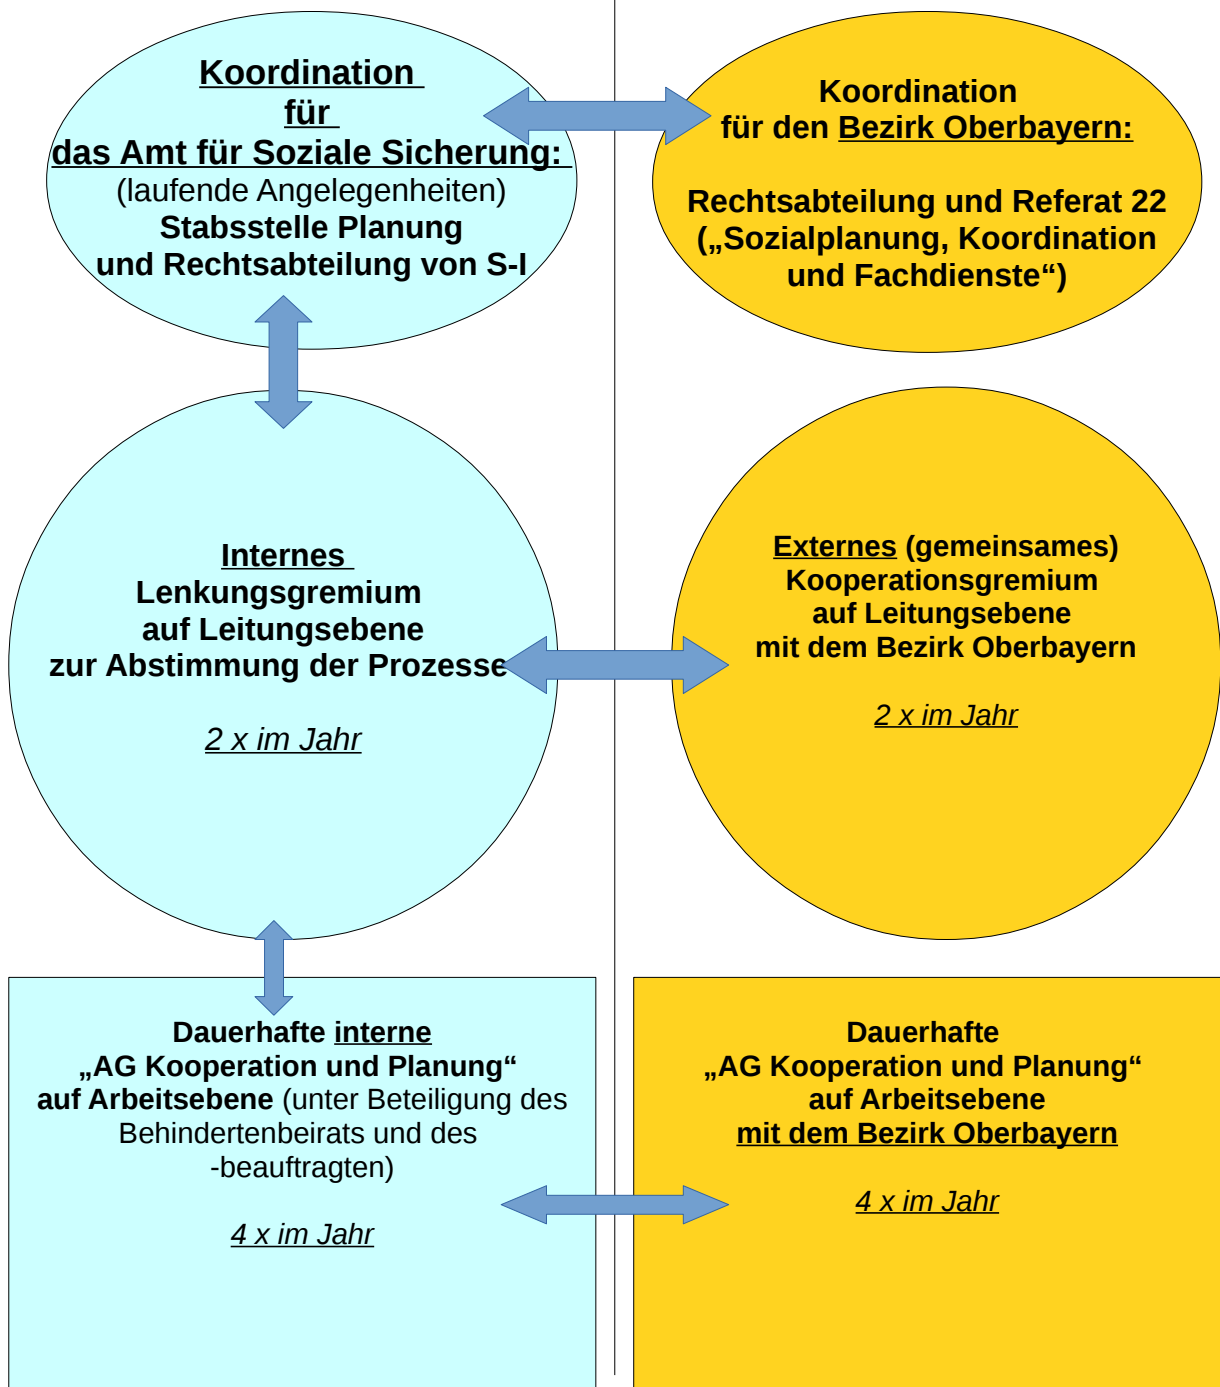 Koordination
für
das Amt für Soziale Sicherung:
(laufende Angelegenheiten)
Stabsstelle Planung
und Rechtsabteilung von S-I
Koordination
für den Bezirk Oberbayern:
Rechtsabteilung und Referat 22
(„Sozialplanung, Koordination
und Fachdienste“)
Internes
Lenkungsgremium
auf Leitungsebene
zur Abstimmung der Prozesse
2 x im Jahr
Externes (gemeinsames)
Kooperationsgremium
auf Leitungsebene
mit dem Bezirk Oberbayern
2 x im Jahr
Dauerhafte interne
„AG Kooperation und Planung“
auf Arbeitsebene (unter Beteiligung des
Behindertenbeirats und des
-beauftragten)
4 x im Jahr
Dauerhafte
„AG Kooperation und Planung“
auf Arbeitsebene
mit dem Bezirk Oberbayern
4 x im Jahr